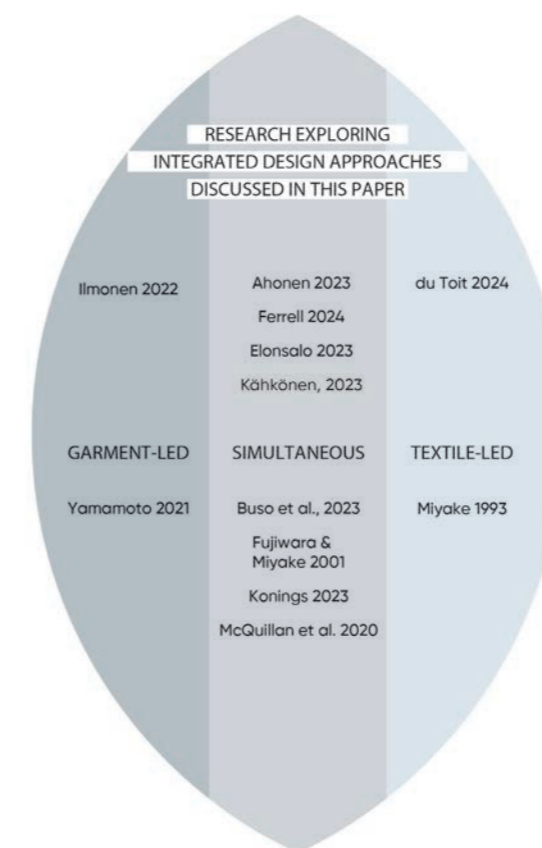 RESEARCH EXPLORING
INTEGRATED DESIGN APPROACHES
DISCUSSED IN THIS PAPER
Ilmonen 2022
Ahonen 2023
Ferrell 2024
Elonsalo 2023
Kähkönen, 2023
du Toit 2024
GARMENT-LED
SIMULTANEOUS
TEXTILE-LED
Yamamoto 2021
Buso et al., 2023
Fujiwara &
Miyake 2001
Konings 2023
McQuillan et al. 2020
Miyake 1993